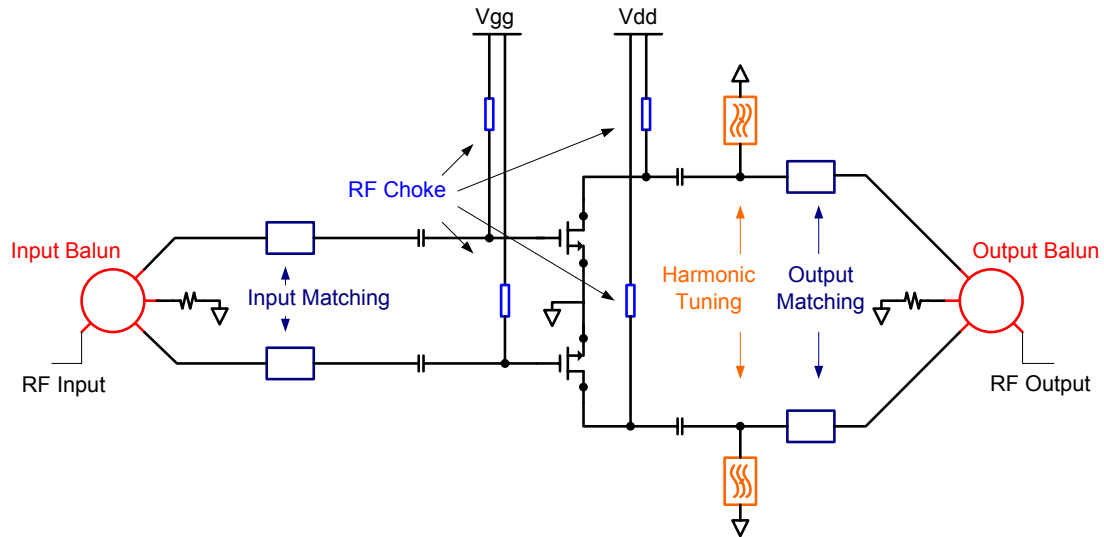 Vgg
Vdd
RF Choke
Input Balun
Input Matching
Harmonic
Tuning
Output
Matching
Output Balun
RF Input
RF Output